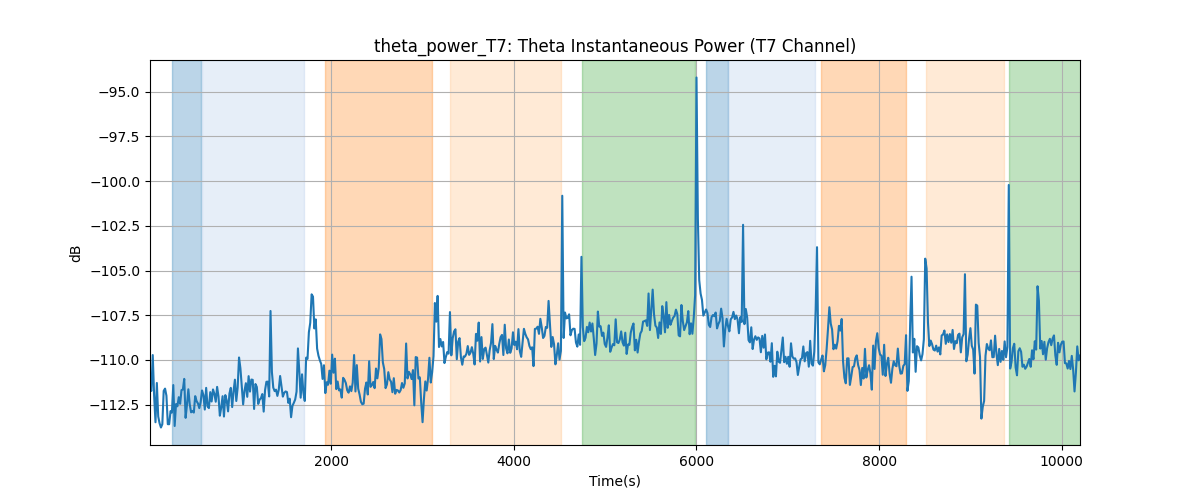 theta_power_T7: Theta Instantaneous Power (T7 Channel)
−95.0
−97.5
−100.0
−102.5
−105.0
−107.5
−110.0
−112.5
dB
2000 4000 6000 8000 10000
Time(s)